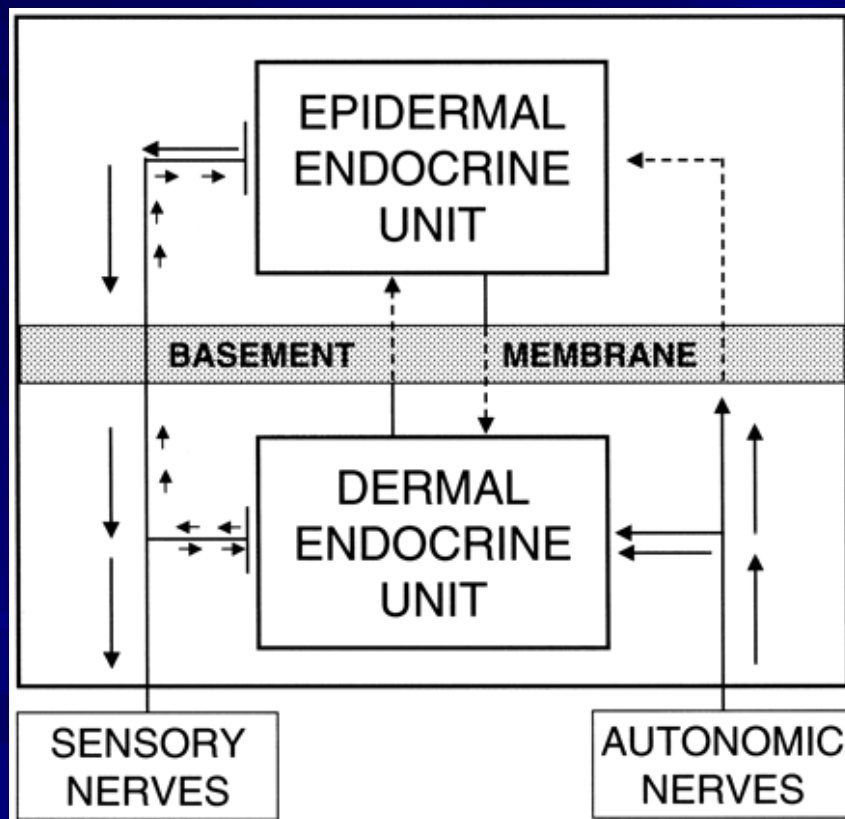 EPIDERMAL
ENDOCRINE
UNIT
BASEMENT MEMBRANE
DERMAL
ENDOCRINE
UNIT
SENSORY
NERVES
AUTONOMIC
NERVES